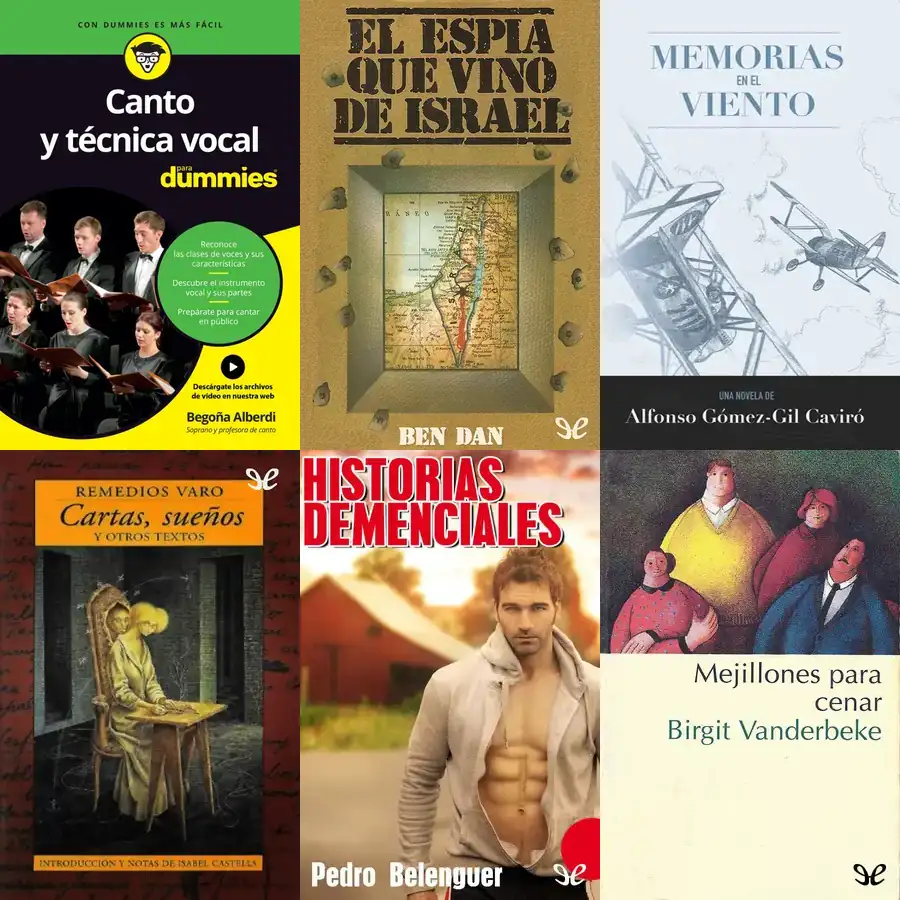 CON DUMMIES ES MÁS FÁCIL
Canto
y técnica vocal
para
dummies
Reconoce
las clases de voces y sus
características
Descubre el instrumento
vocal y sus partes
Prepárate para cantar
en público
Descárgate los archivos
de vídeo en nuestra web
Begoña Alberdi
Soprano y profesora de canto
EL ESPIA
QUE VINO
DE ISRAEL
BEN DAN
MEMORIAS
EN EL
VIENTO
UNA NOVELA DE
Alfonso Gómez-Gil Caviró
REMEDIOS VARO
Cartas, sueños
Y OTROS TEXTOS
INTRODUCCIÓN Y NOTAS DE ISABEL CASTELLS
HISTORIAS
DEMENCIALES
Pedro Belenguer
Mejillones para
cenar
Birgit Vanderbeke